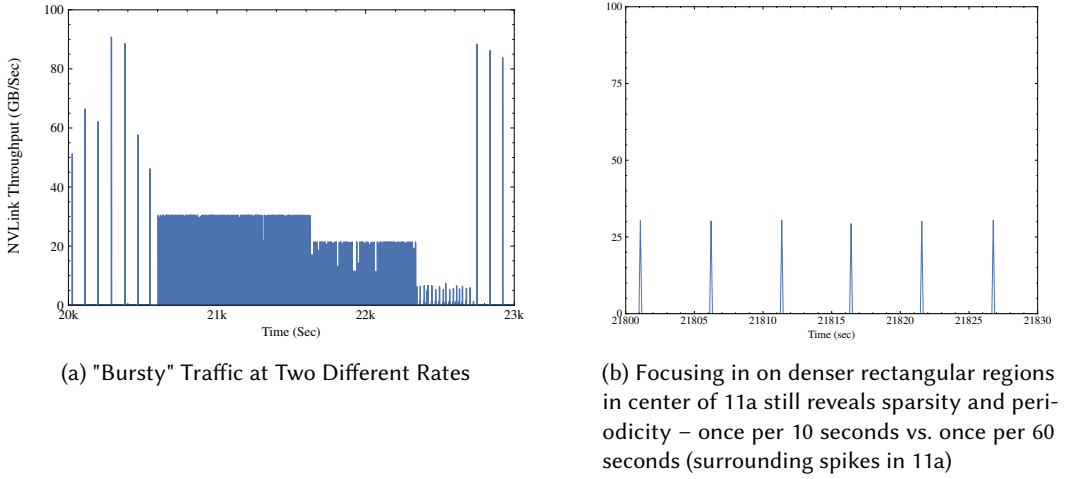 100
80
60
40
20
0
NVLink Throughput (GB/Sec)
20k 21k 22k 23k
Time (Sec)
(a) "Bursty" Traffic at Two Different Rates
100
75
50
25
0
21800 21805 21810 21815 21820 21825 21830
Time (sec)
(b) Focusing in on denser rectangular regions
in center of 11a still reveals sparsity and peri-
odicity – once per 10 seconds vs. once per 60
seconds (surrounding spikes in 11a)